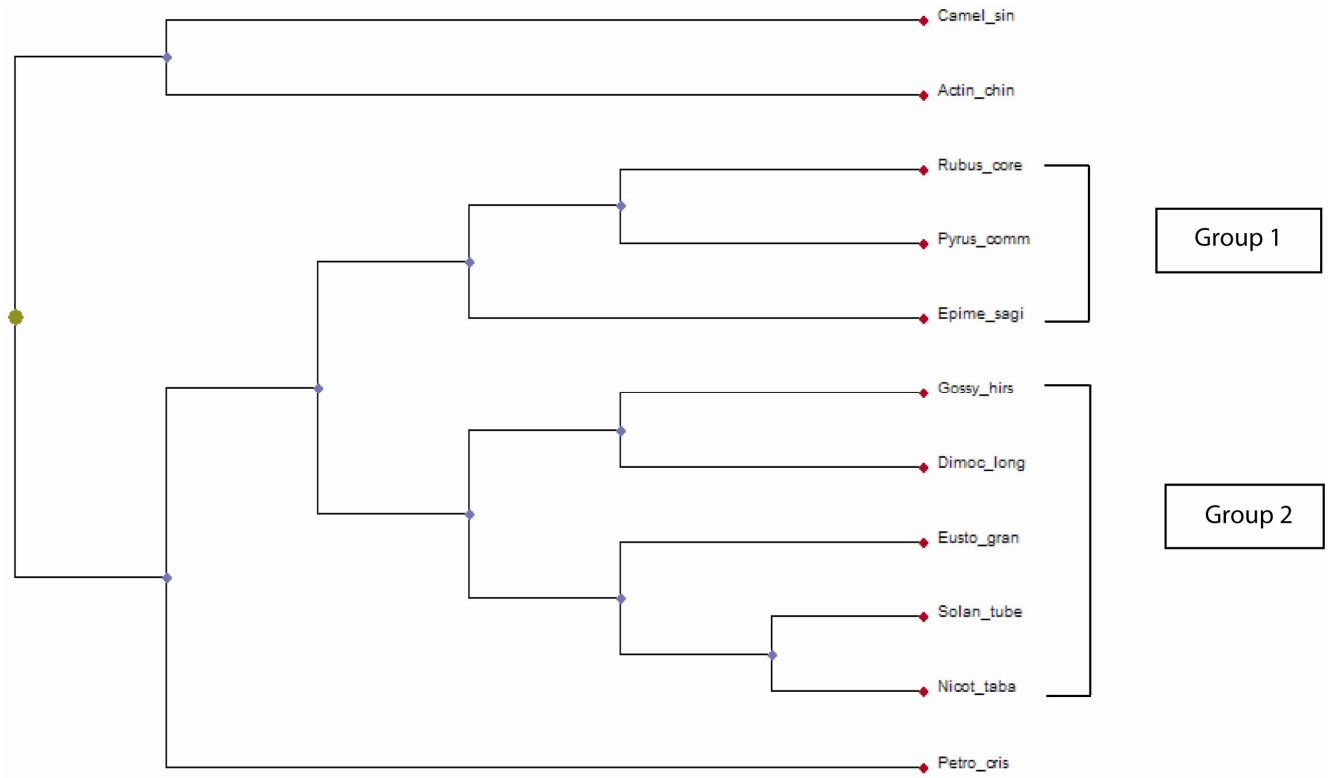 Camel_sin
Actin_chin
Rubus_core
Group 1
Pyrus_comm
Epime_sagi
Gossy_hirs
Dimoc_long
Group 2
Eusto_gran
Solan_tube
Nicot_taba
Petro_cris